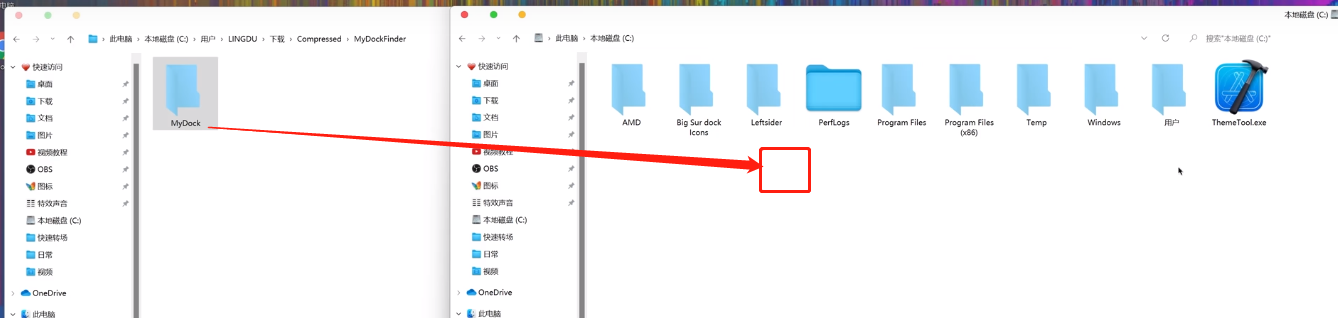 电脑
此电脑 › 本地磁盘 (C:) › 用户 › LINGDU › 下载 › Compressed › MyDockFinder
快速访问
桌面
下载
文档
图片
视频教程
OBS
图标
特效声音
本地磁盘 (C:)
快速转场
日常
视频
OneDrive
此电脑
MyDock
本地磁盘 (C:)
此电脑 › 本地磁盘 (C:)
搜索"本地磁盘 (C:)"
快速访问
桌面
下载
文档
图片
视频教程
OBS
图标
特效声音
本地磁盘 (C:)
快速转场
日常
视频
OneDrive
此电脑
AMD
Big Sur dock
Icons
Leftsider
PerfLogs
Program Files
Program Files
(x86)
Temp
Windows
用户
ThemeTool.exe